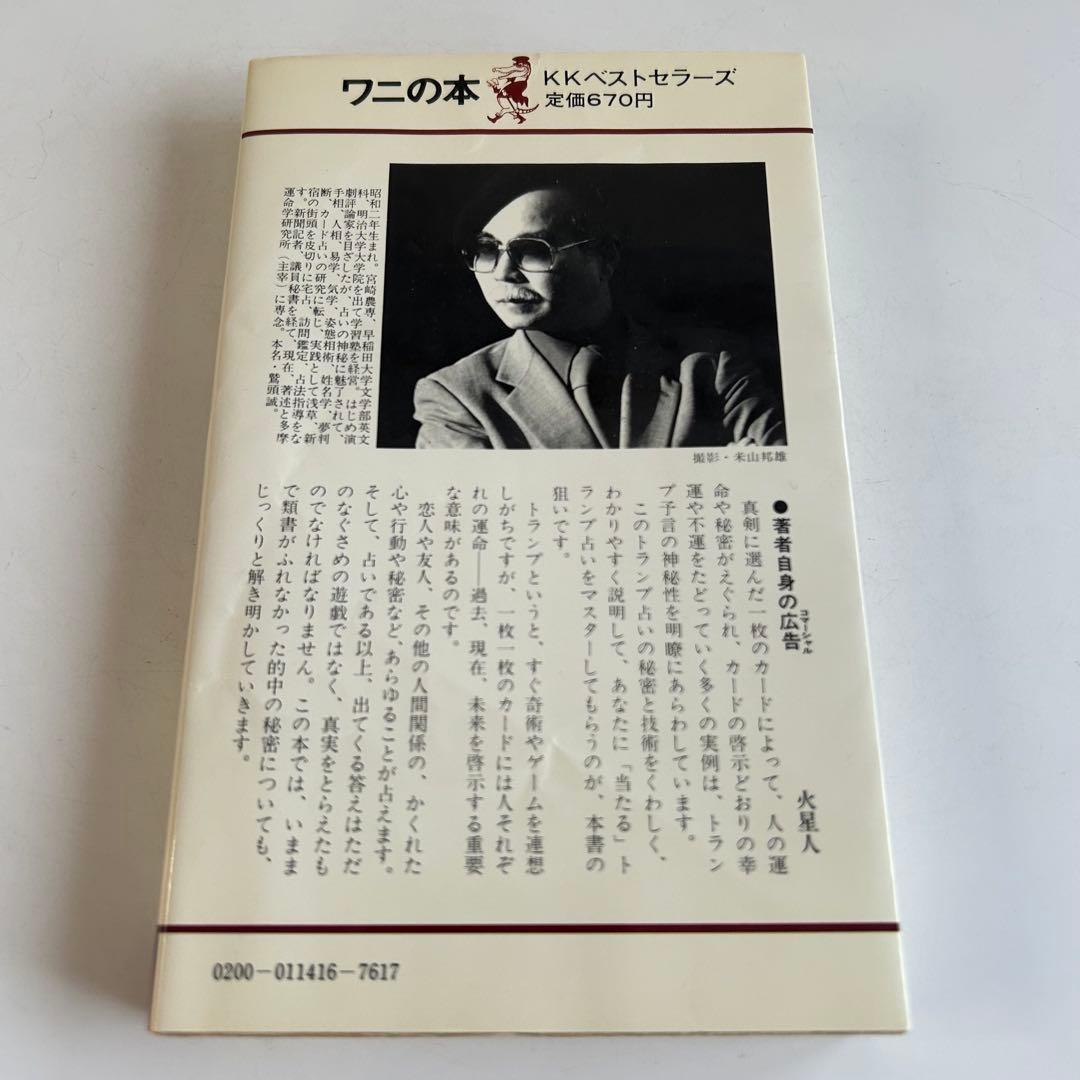 ワニの本
KKベストセラーズ
定価670円
昭和二年生まれ。宮崎農専、早稲田大学文学部英文
科、明治大学大学院を出て学習塾を経営。はじめ演
劇評論家を目ざしたが、占いの神秘に魅了されて、
手相、人相、易学、気学、姿態相術、姓名学、夢判
断、カード占いの研究に転じ、実践として浅草、新
宿の街頭を皮切りに宅占、訪問鑑定、占法指導をな
す。新聞記者、議員秘書を経て、現在、著述と多摩
運命学研究所（主宰）に専念。本名・鷲頭誠。
撮影・米山邦雄
●著者自身の広告
コマーシャル
火星人
真剣に選んだ一枚のカードによって、人の運
命や秘密がえぐられ、カードの啓示どおりの幸
運や不運をたどっていく多くの実例は、トラン
プ予言の神秘性を明瞭にあらわしています。
このトランプ占いの秘密と技術をくわしく、
わかりやすく説明して、あなたに「当たる」ト
ランプ占いをマスターしてもらうのが、本書の
狙いです。
トランプというと、すぐ奇術やゲームを連想
しがちですが、一枚一枚のカードには人それぞ
れの運命――過去、現在、未来を啓示する重要
な意味があるのです。
恋人や友人、その他の人間関係の、かくれた
心や行動や秘密など、あらゆることが占えます。
そして、占いである以上、出てくる答えはただ
のなぐさめの遊戯ではなく、真実をとらえたも
のでなければなりません。この本では、いまま
で類書がふれなかった的中の秘密についても、
じっくりと解き明かしていきます。
0200-011416-7617